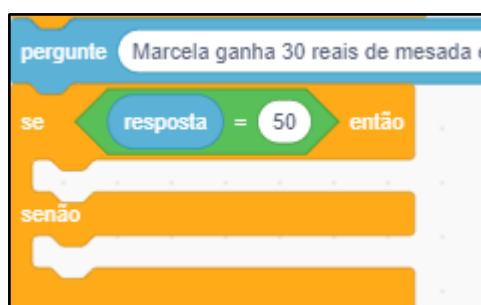 pergunte Marcela ganha 30 reais de mesada e
se resposta = 50 então
senão